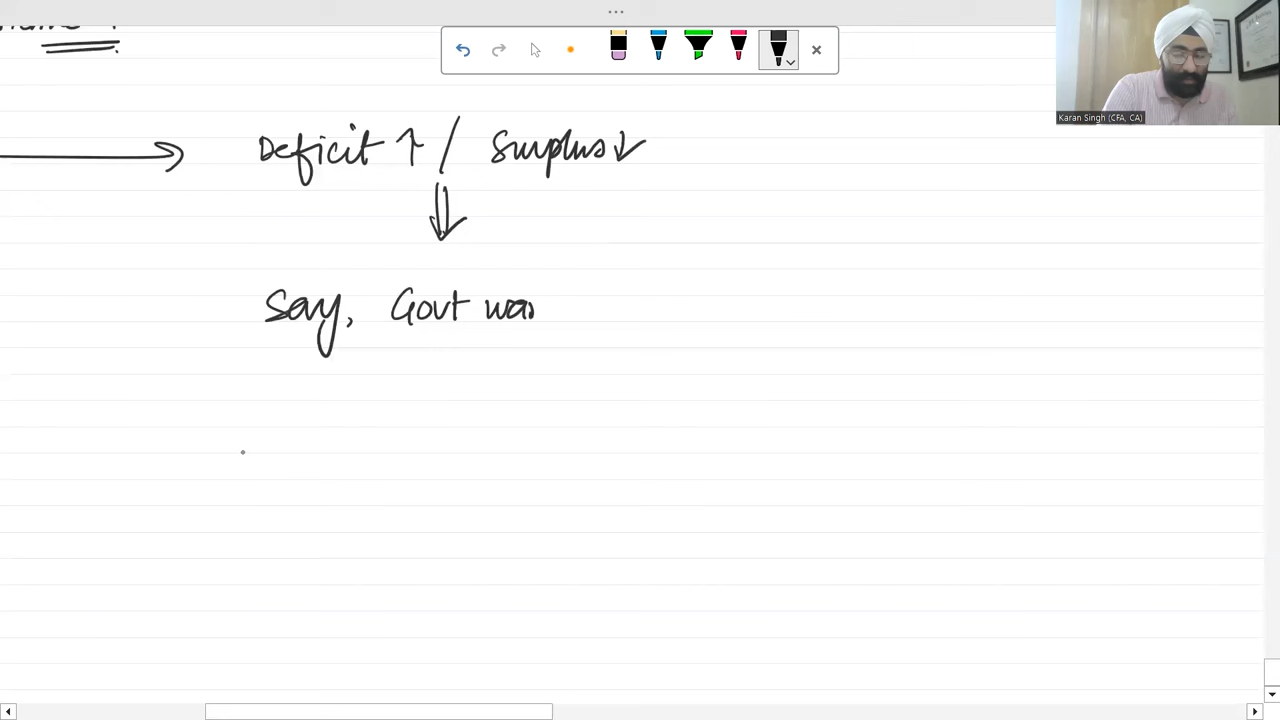 Deficit ↑ / Surplus ↓
Say, Govt was
Karan Singh (CFA, CA)